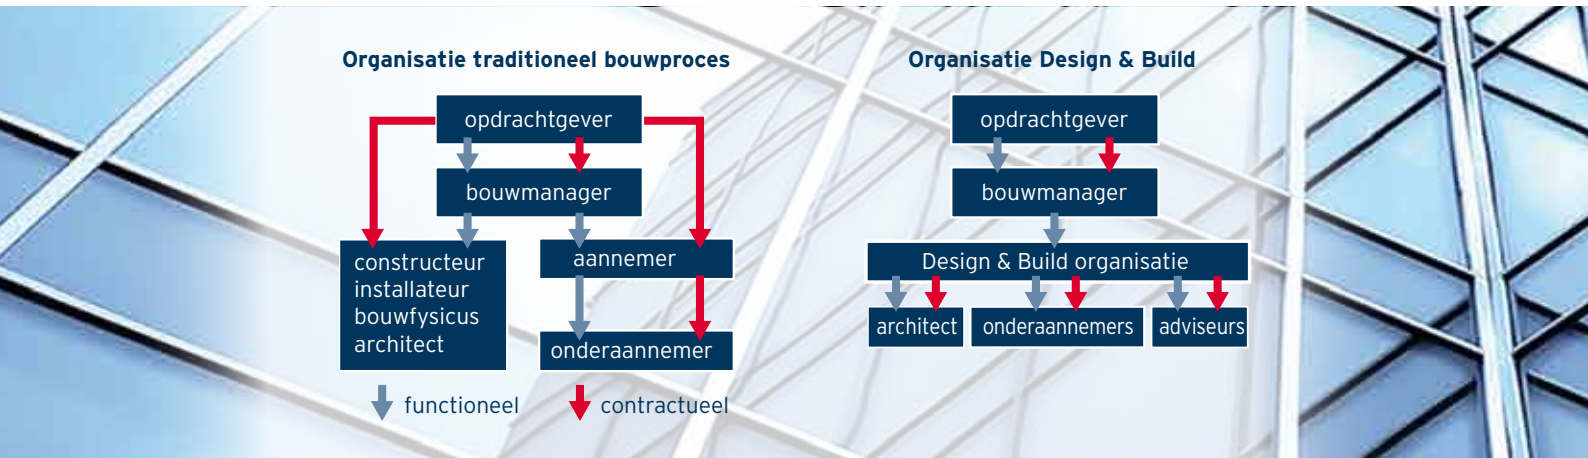 Organisatie traditioneel bouwproces
opdrachtgever
bouwmanager
constructeur
installateur
bouwfysicus
architect
aannemer
onderaannemer
functioneel
contractueel
Organisatie Design & Build
opdrachtgever
bouwmanager
Design & Build organisatie
architect
onderaannemers
adviseurs